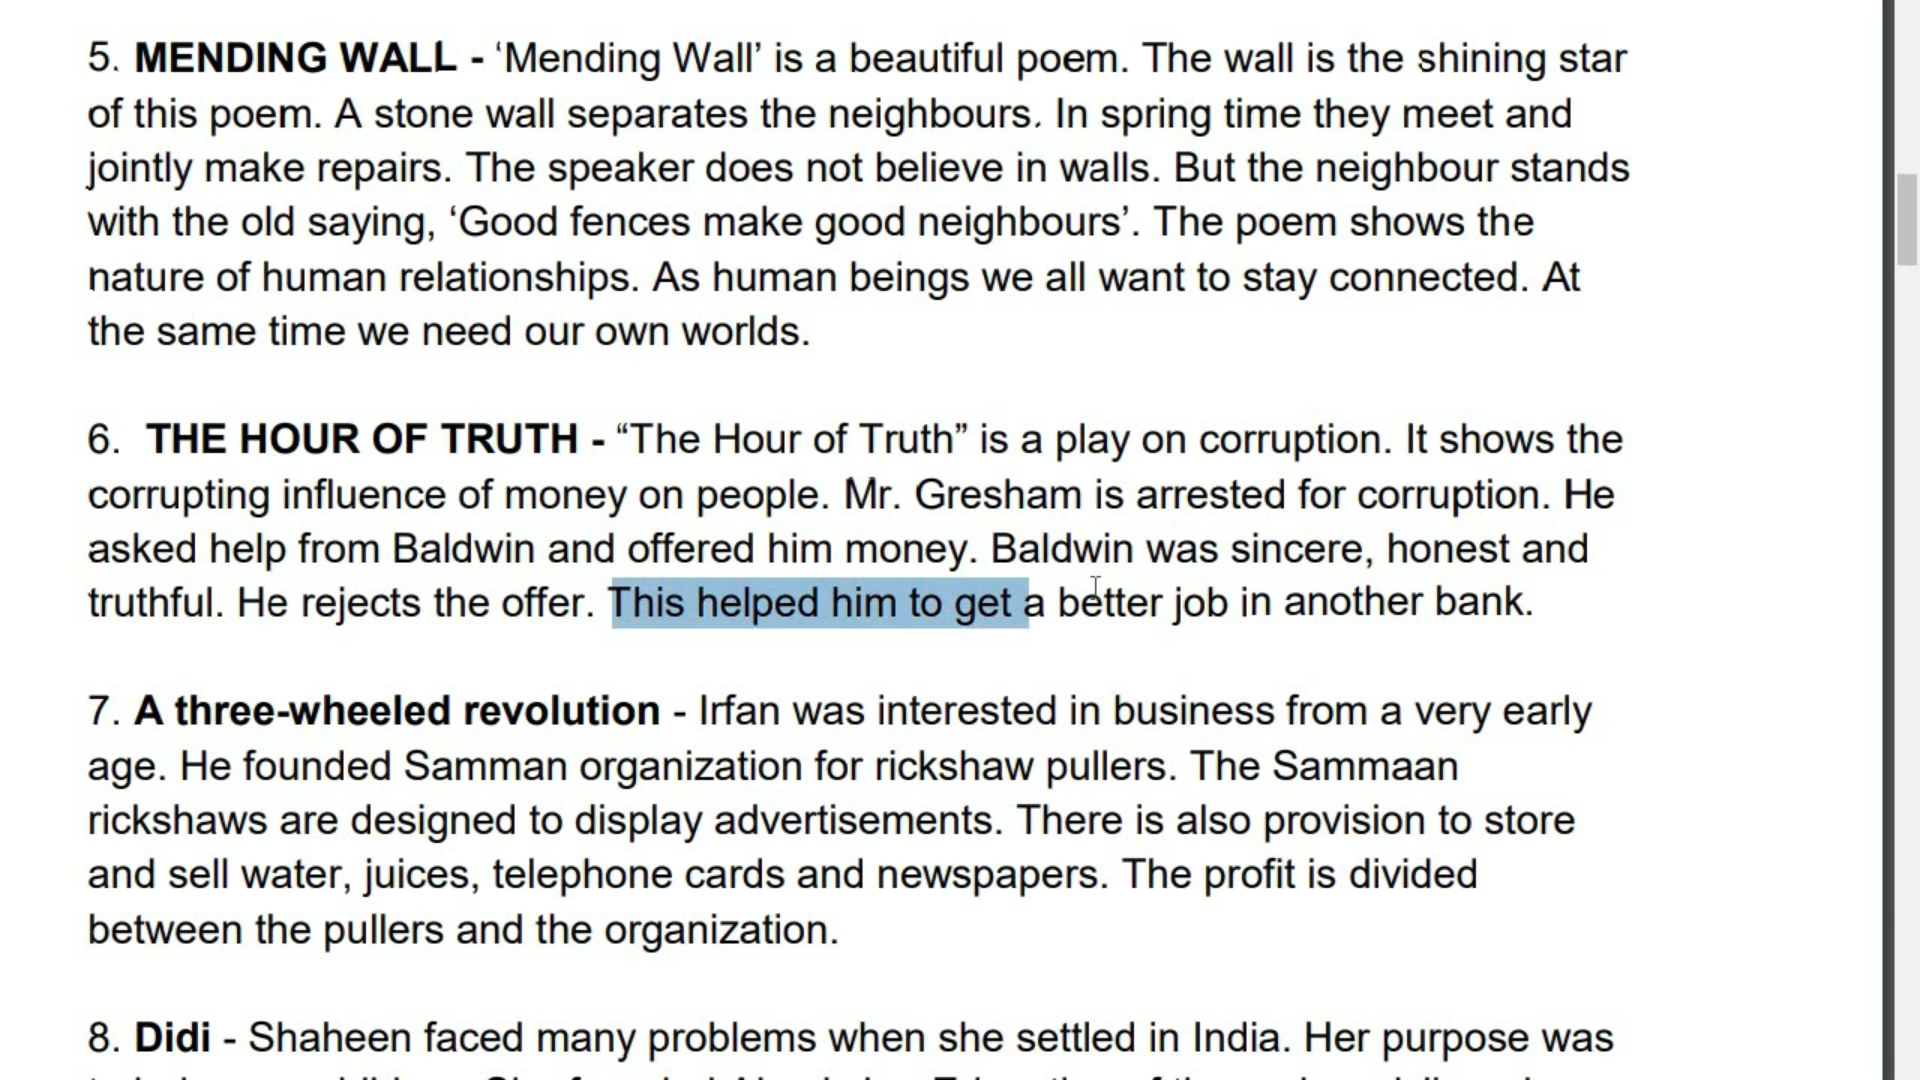 5. MENDING WALL - ‘Mending Wall’ is a beautiful poem. The wall is the shining star
of this poem. A stone wall separates the neighbours. In spring time they meet and
jointly make repairs. The speaker does not believe in walls. But the neighbour stands
with the old saying, ‘Good fences make good neighbours’. The poem shows the
nature of human relationships. As human beings we all want to stay connected. At
the same time we need our own worlds.
6. THE HOUR OF TRUTH - “The Hour of Truth” is a play on corruption. It shows the
corrupting influence of money on people. Mr. Gresham is arrested for corruption. He
asked help from Baldwin and offered him money. Baldwin was sincere, honest and
truthful. He rejects the offer. This helped him to get a better job in another bank.
7. A three-wheeled revolution - Irfan was interested in business from a very early
age. He founded Samman organization for rickshaw pullers. The Sammaan
rickshaws are designed to display advertisements. There is also provision to store
and sell water, juices, telephone cards and newspapers. The profit is divided
between the pullers and the organization.
8. Didi - Shaheen faced many problems when she settled in India. Her purpose was